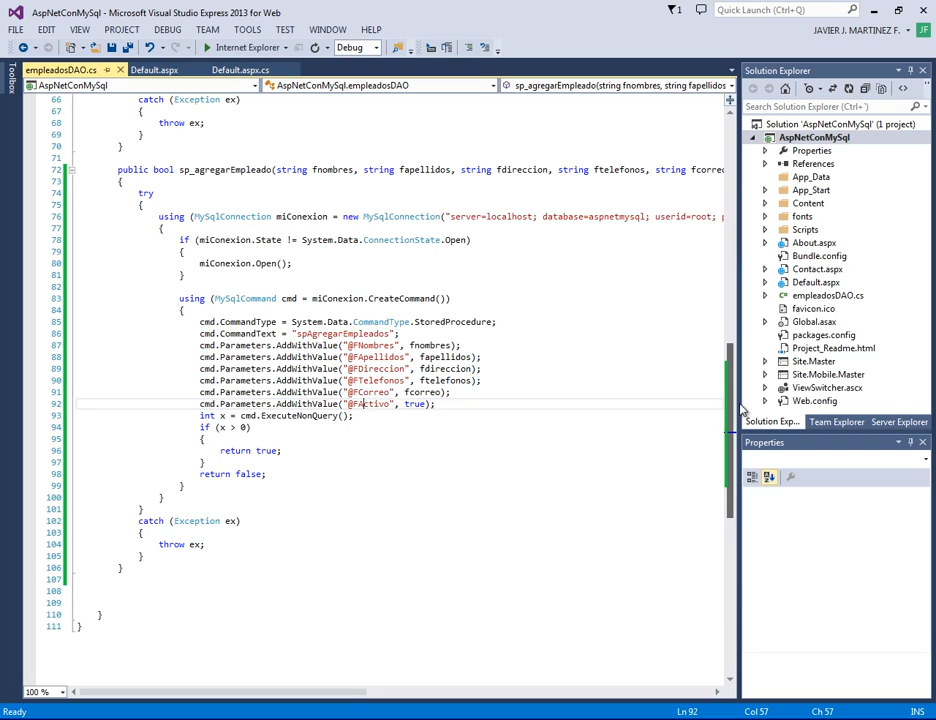 AspNetConMySql - Microsoft Visual Studio Express 2013 for Web
1
Quick Launch (Ctrl+Q)
FILE EDIT VIEW PROJECT DEBUG TEAM TOOLS TEST WINDOW HELP
JAVIER J. MARTINEZ F.
JF
Internet Explorer
Debug
Toolbox
empleadosDAO.cs Default.aspx Default.aspx.cs
AspNetConMySql
AspNetConMySql.empleadosDAO
sp_agregarEmpleado(string fnombres, string fapellidos
66 catch (Exception ex)
67 {
68 throw ex;
69 }
70 }
71
72 public bool sp_agregarEmpleado(string fnombres, string fapellidos, string fdireccion, string ftelefonos, string fcorre
73 {
74 try
75 {
76 using (MySqlConnection miConexion = new MySqlConnection("server=localhost; database=aspnetmysql; userid=root; p
77 {
78 if (miConexion.State != System.Data.ConnectionState.Open)
79 {
80 miConexion.Open();
81 }
82
83 using (MySqlCommand cmd = miConexion.CreateCommand())
84 {
85 cmd.CommandType = System.Data.CommandType.StoredProcedure;
86 cmd.CommandText = "spAgregarEmpleados";
87 cmd.Parameters.AddWithValue("@FNombres", fnombres);
88 cmd.Parameters.AddWithValue("@FApellidos", fapellidos);
89 cmd.Parameters.AddWithValue("@FDireccion", fdireccion);
90 cmd.Parameters.AddWithValue("@FTelefonos", ftelefonos);
91 cmd.Parameters.AddWithValue("@FCorreo", fcorreo);
92 cmd.Parameters.AddWithValue("@FActivo", true);
93 int x = cmd.ExecuteNonQuery();
94 if (x > 0)
95 {
96 return true;
97 }
98 return false;
99 }
100 }
101 }
102 catch (Exception ex)
103 {
104 throw ex;
105 }
106 }
107
108
109
110 }
111 }
100 %
Solution Explorer
Search Solution Explorer (Ctrl+')
Solution 'AspNetConMySql' (1 project)
AspNetConMySql
Properties
References
App_Data
App_Start
Content
fonts
Scripts
About.aspx
Bundle.config
Contact.aspx
Default.aspx
empleadosDAO.cs
favicon.ico
Global.asax
packages.config
Project_Readme.html
Site.Master
Site.Mobile.Master
ViewSwitcher.ascx
Web.config
Solution Exp... Team Explorer Server Explorer
Properties
Ready
Ln 92 Col 57 Ch 57 INS